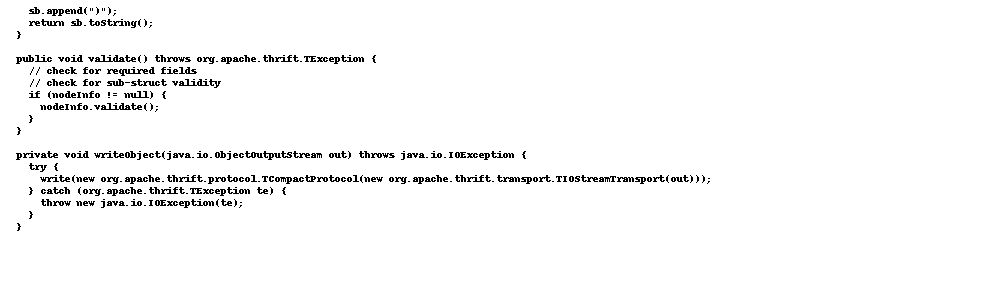 sb.append(")");
return sb.toString();
}
public void validate() throws org.apache.thrift.TException {
// check for required fields
// check for sub-struct validity
if (nodeInfo != null) {
nodeInfo.validate();
}
}
private void writeObject(java.io.ObjectOutputStream out) throws java.io.IOException {
try {
write(new org.apache.thrift.protocol.TCompactProtocol(new org.apache.thrift.transport.TIOStreamTransport(out)));
} catch (org.apache.thrift.TException te) {
throw new java.io.IOException(te);
}
}